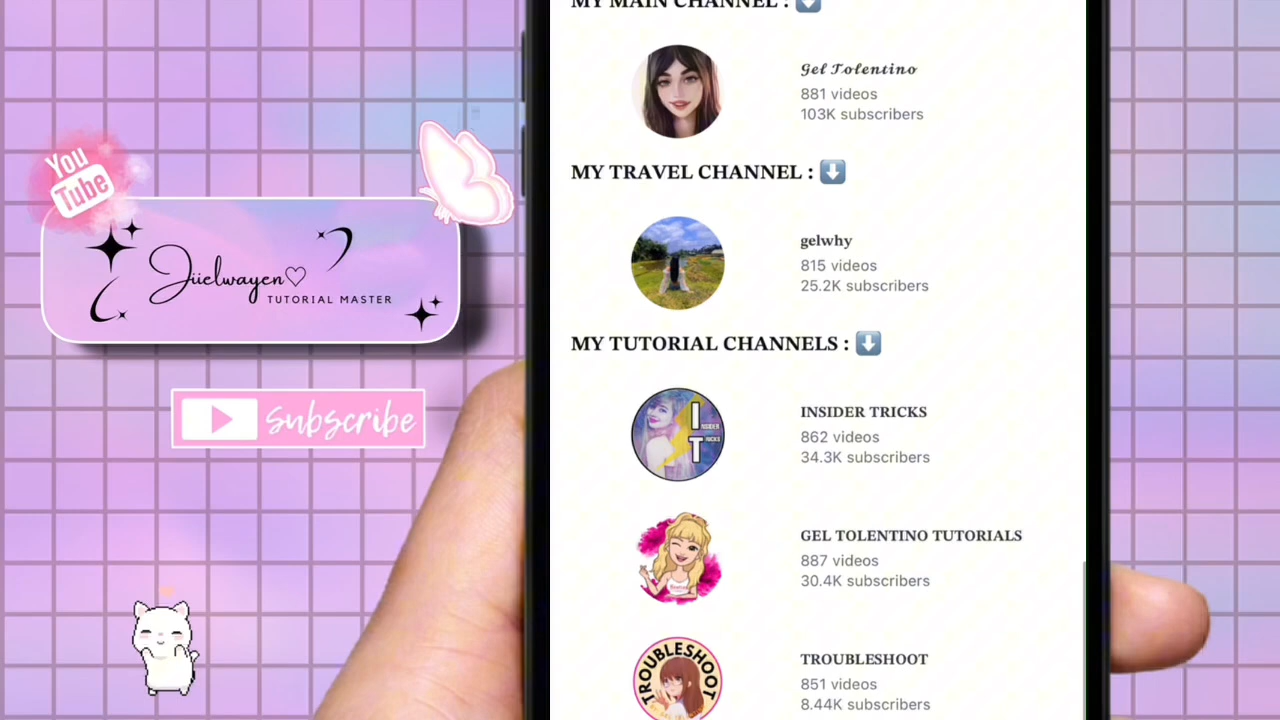 MY MAIN CHANNEL : ⬇️
Gel Tolentino
881 videos
103K subscribers
MY TRAVEL CHANNEL : ⬇️
gelwhy
815 videos
25.2K subscribers
MY TUTORIAL CHANNELS : ⬇️
I INSIDER
T TRICKS
INSIDER TRICKS
862 videos
34.3K subscribers
GEL TOLENTINO TUTORIALS
887 videos
30.4K subscribers
TROUBLESHOOT
TROUBLESHOOT
851 videos
8.44K subscribers
You
Tube
Jiielwayen♡
TUTORIAL MASTER
subscribe